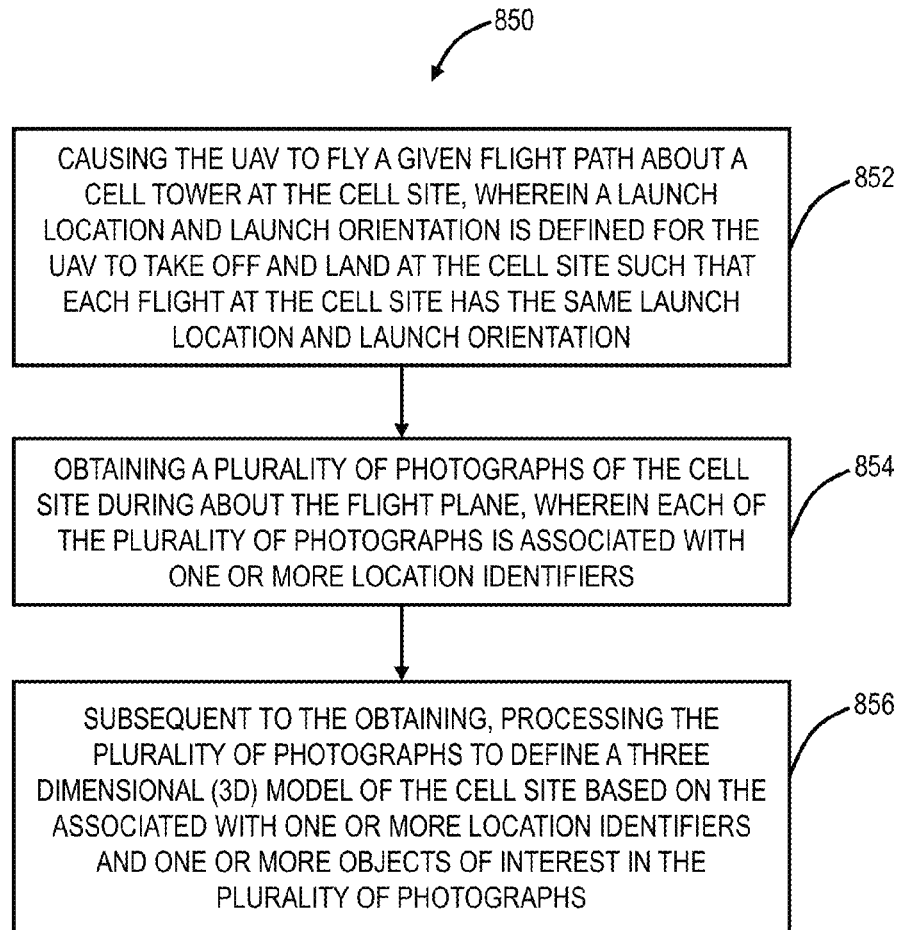 850
CAUSING THE UAV TO FLY A GIVEN FLIGHT PATH ABOUT A
CELL TOWER AT THE CELL SITE, WHEREIN A LAUNCH
LOCATION AND LAUNCH ORIENTATION IS DEFINED FOR THE
UAV TO TAKE OFF AND LAND AT THE CELL SITE SUCH THAT
EACH FLIGHT AT THE CELL SITE HAS THE SAME LAUNCH
LOCATION AND LAUNCH ORIENTATION
852
OBTAINING A PLURALITY OF PHOTOGRAPHS OF THE CELL
SITE DURING ABOUT THE FLIGHT PLANE, WHEREIN EACH OF
THE PLURALITY OF PHOTOGRAPHS IS ASSOCIATED WITH
ONE OR MORE LOCATION IDENTIFIERS
854
SUBSEQUENT TO THE OBTAINING, PROCESSING THE
PLURALITY OF PHOTOGRAPHS TO DEFINE A THREE
DIMENSIONAL (3D) MODEL OF THE CELL SITE BASED ON THE
ASSOCIATED WITH ONE OR MORE LOCATION IDENTIFIERS
AND ONE OR MORE OBJECTS OF INTEREST IN THE
PLURALITY OF PHOTOGRAPHS
856